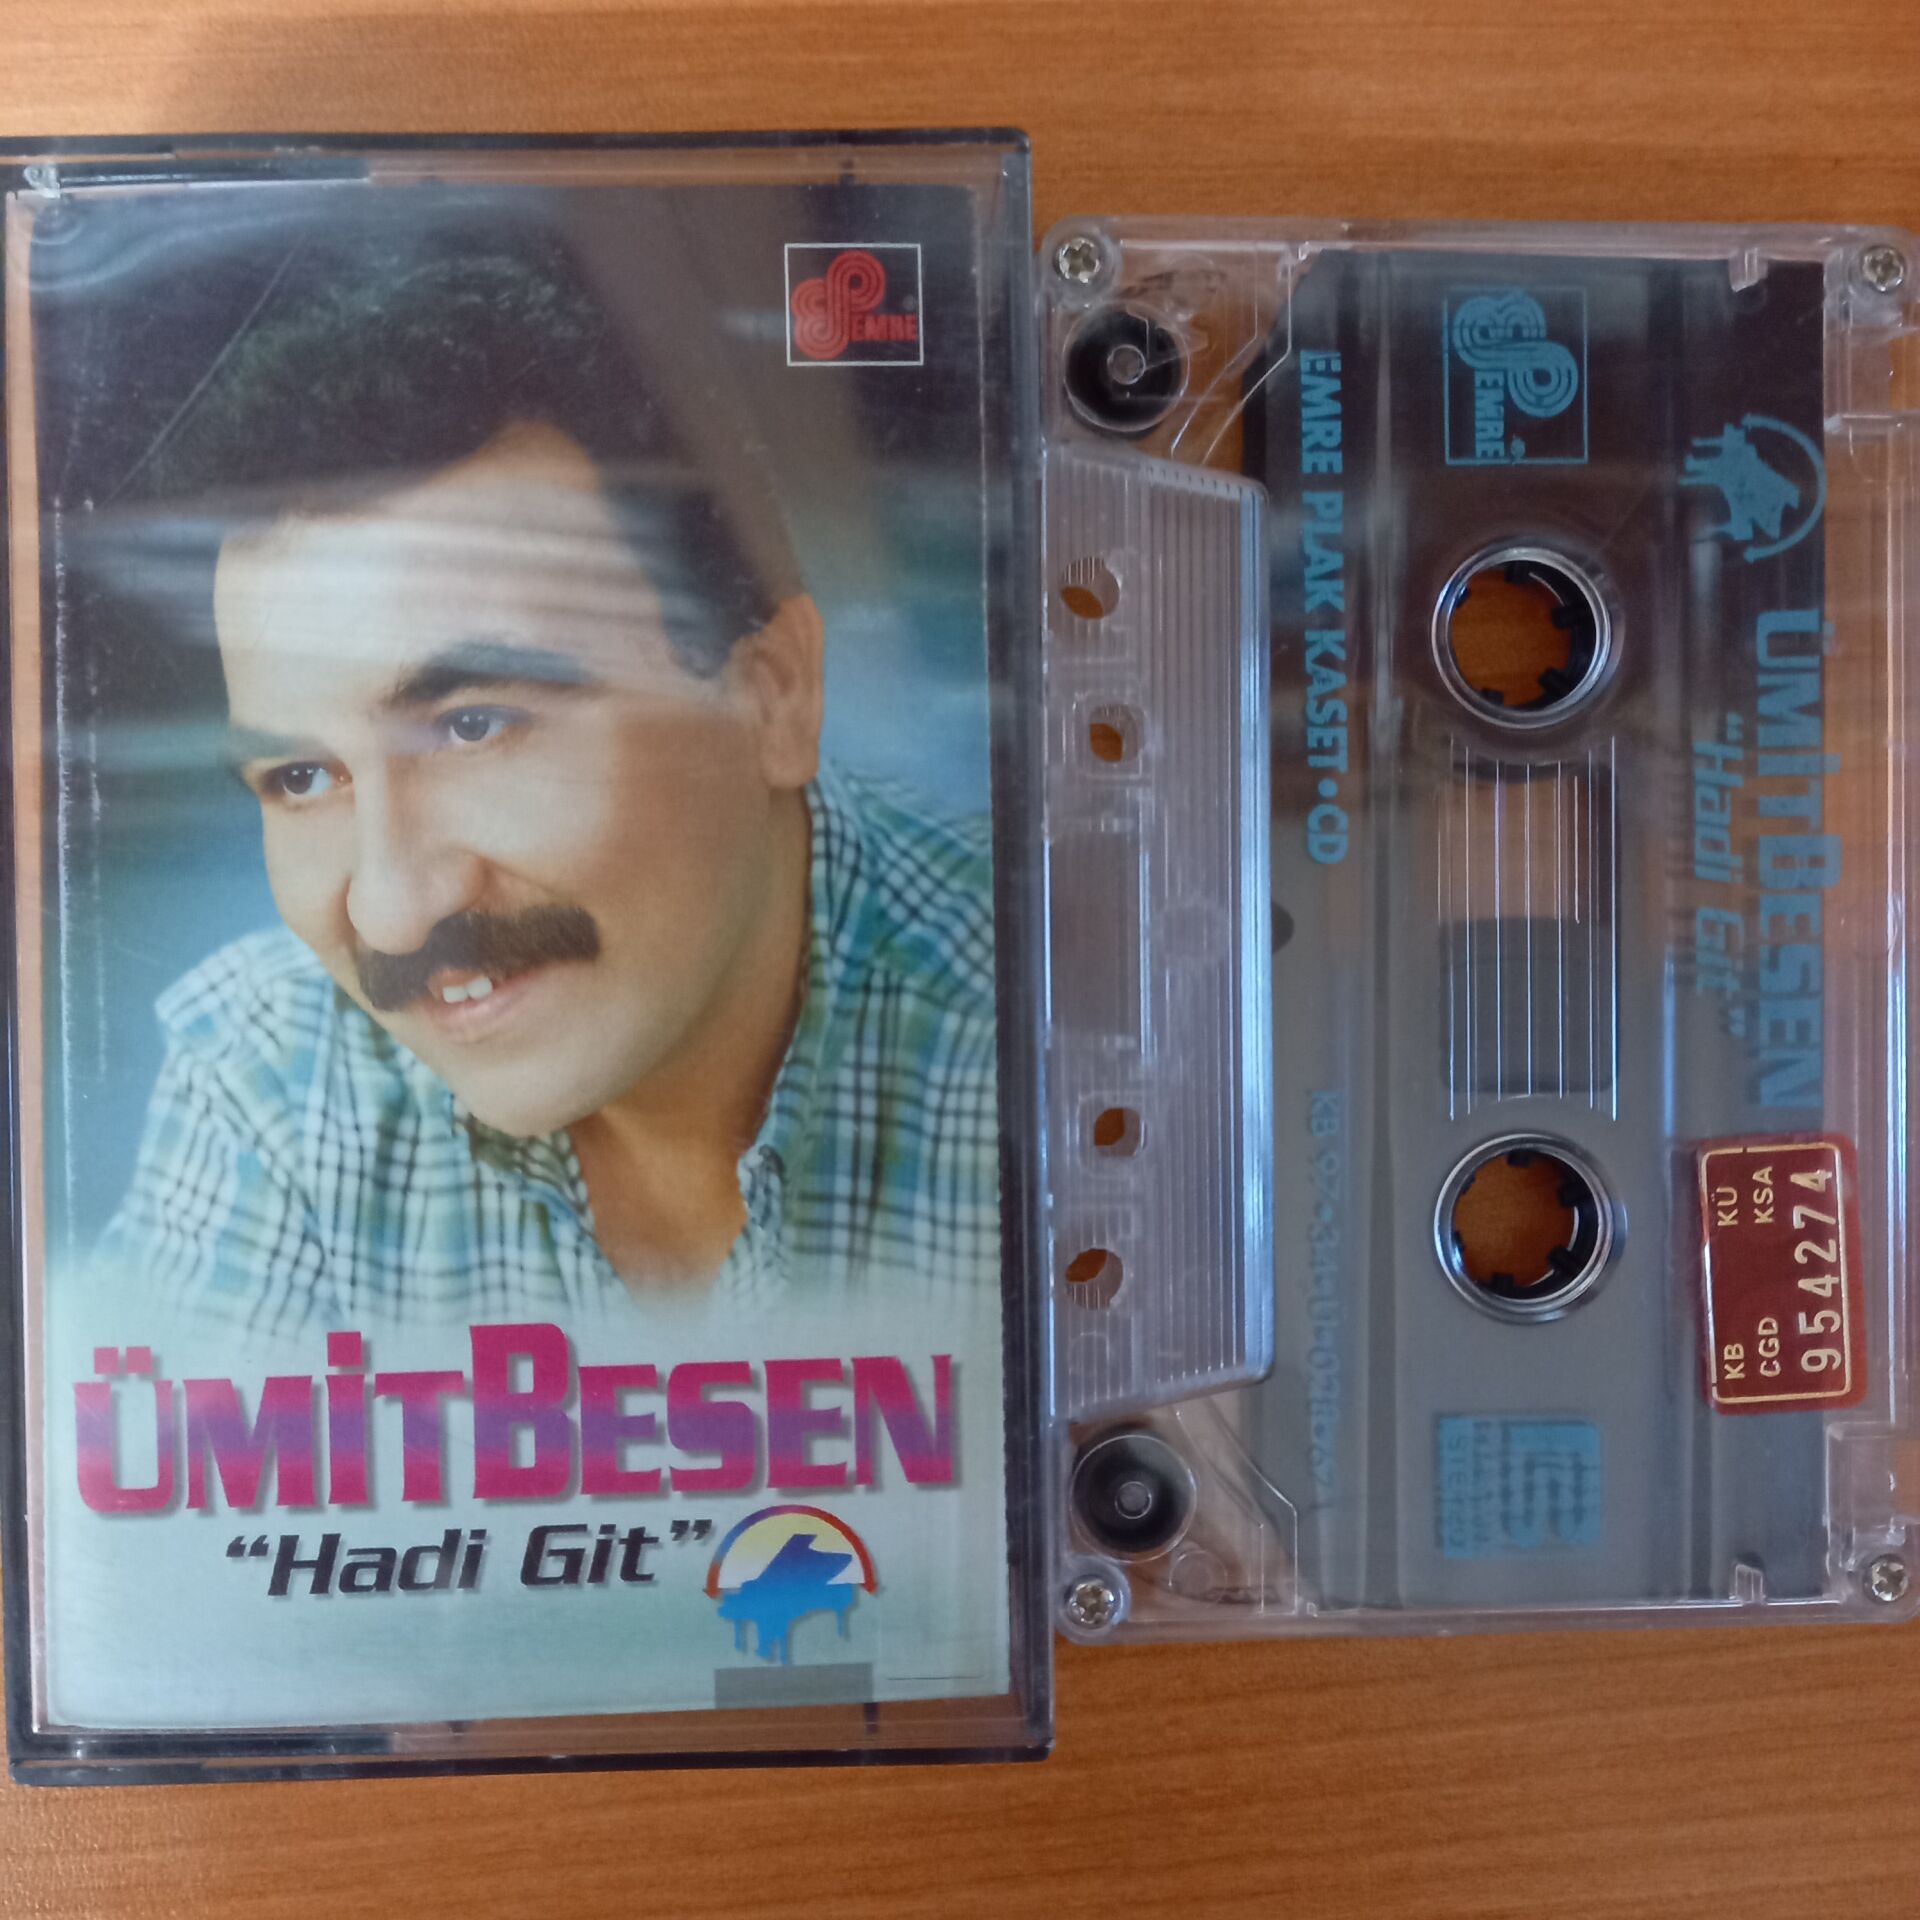 EMRE
ÜMİTBESEN
"Hadi Git"
EMRE
EMRE PLAK KASET•CD
ÜMİTBESEN
"Hadi Git"
KB KÜ
CGD KSA
954274
STEREO